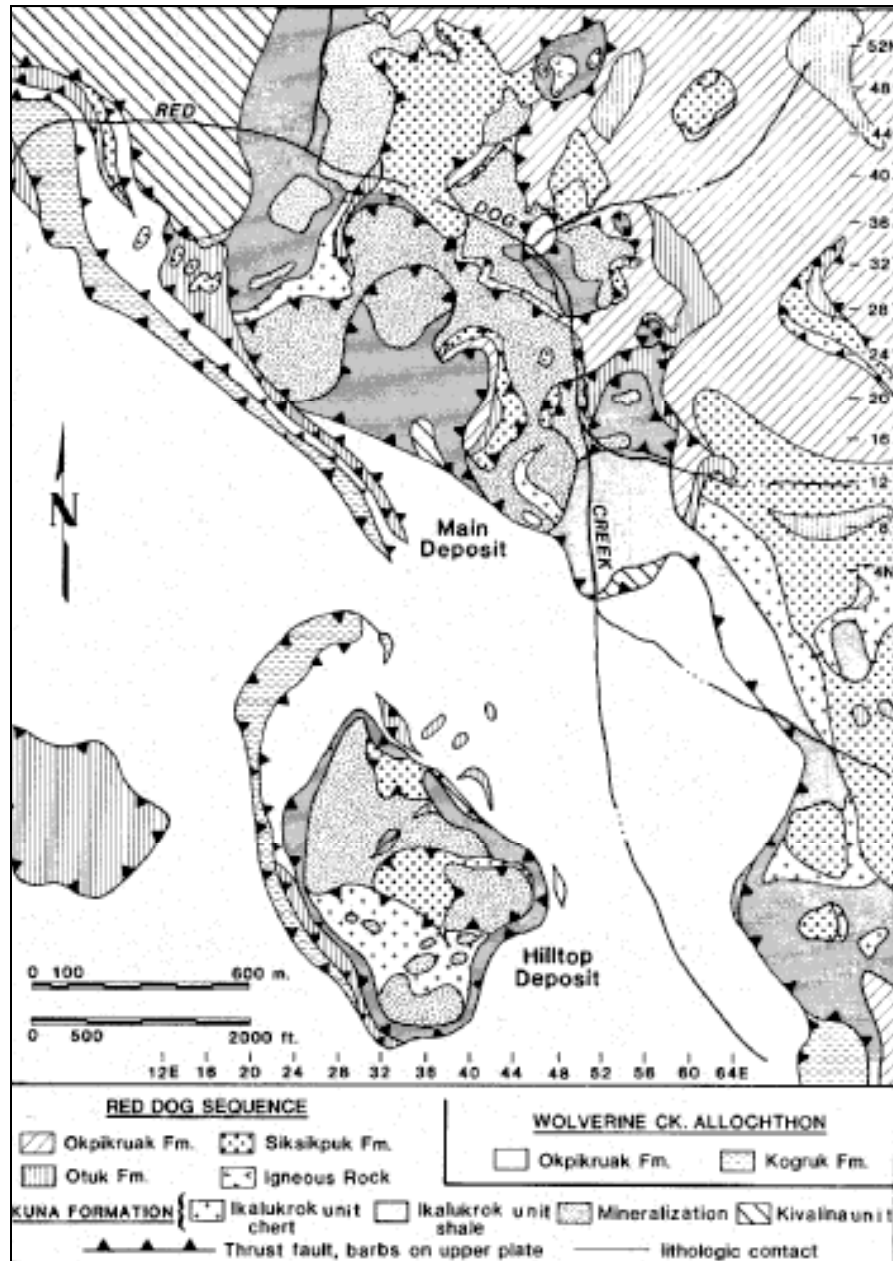 52N
48
RED
44
40
DOG
36
32
28
24
20
16
12
N
Main
Deposit
CREEK
8
4N
Hilltop
Deposit
0 100 600 m.
0 500 2000 ft.
12E 16 20 24 28 32 36 40 44 48 52 56 60 64E
RED DOG SEQUENCE
Okpikruak Fm. Siksikpuk Fm.
Otuk Fm. Igneous Rock
WOLVERINE CK. ALLOCHTHON
Okpikruak Fm. Kogruk Fm.
KUNA FORMATION { Ikalukrok unit chert Ikalukrok unit shale Mineralization Kivalina unit
Thrust fault, barbs on upper plate lithologic contact